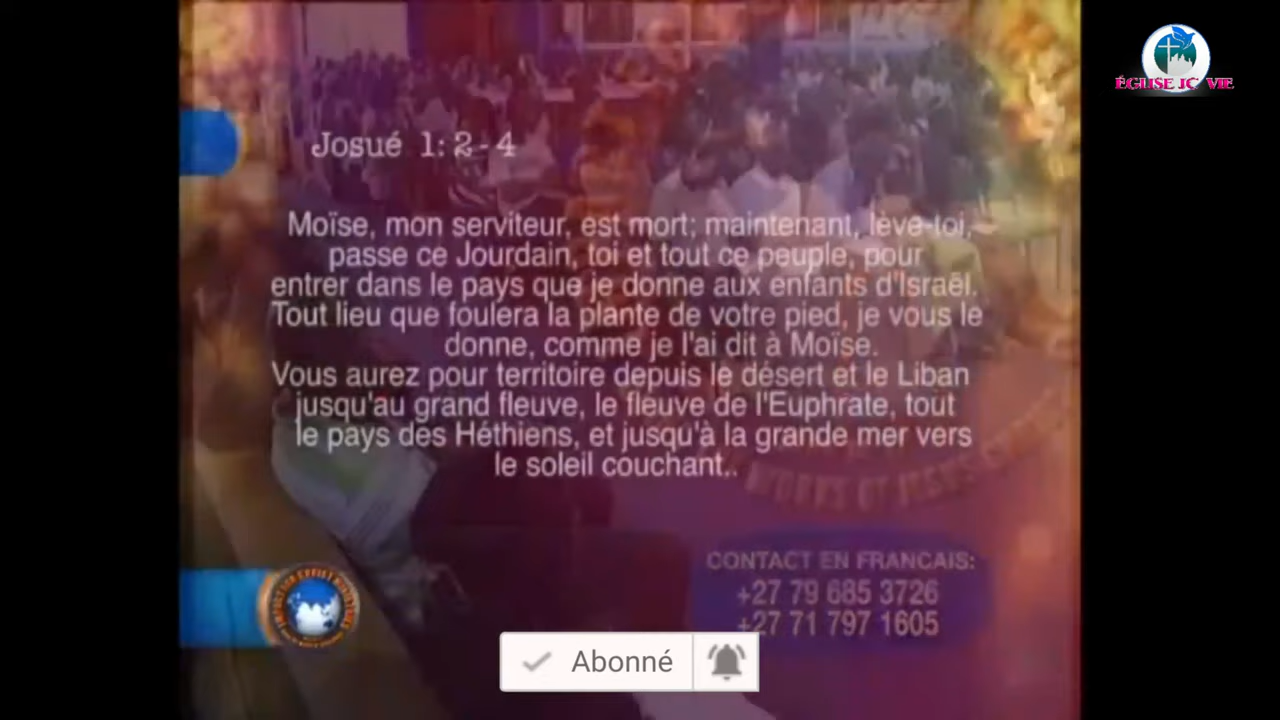 ÉGLISE JC VIE
Josué 1: 2-4
Moïse, mon serviteur, est mort; maintenant, lève-toi,
passe ce Jourdain, toi et tout ce peuple, pour
entrer dans le pays que je donne aux enfants d'Israël.
Tout lieu que foulera la plante de votre pied, je vous le
donne, comme je l'ai dit à Moïse.
Vous aurez pour territoire depuis le désert et le Liban
jusqu'au grand fleuve, le fleuve de l'Euphrate, tout
le pays des Héthiens, et jusqu'à la grande mer vers
le soleil couchant..
CONTACT EN FRANCAIS:
+27 79 685 3726
+27 71 797 1605
Abonné